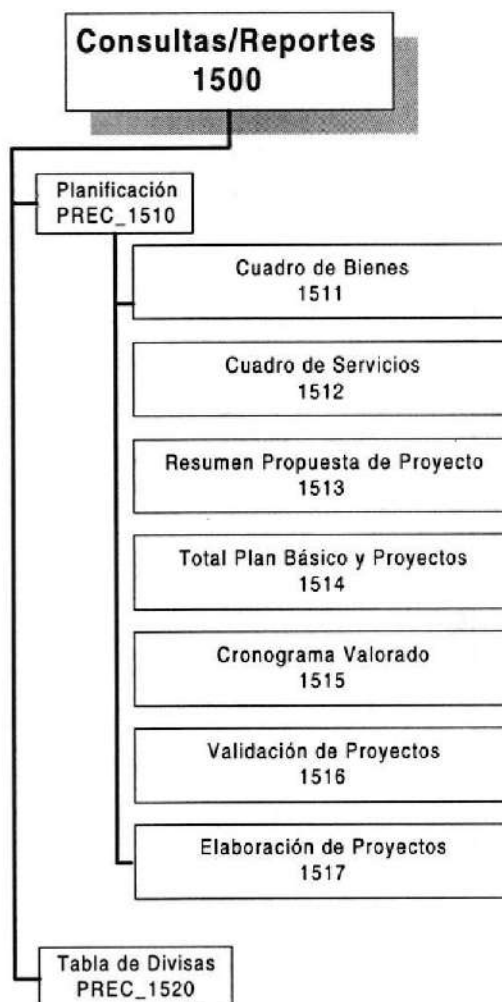 Consultas/Reportes
1500
Planificación
PREC_1510
Cuadro de Bienes
1511
Cuadro de Servicios
1512
Resumen Propuesta de Proyecto
1513
Total Plan Básico y Proyectos
1514
Cronograma Valorado
1515
Validación de Proyectos
1516
Elaboración de Proyectos
1517
Tabla de Divisas
PREC_1520